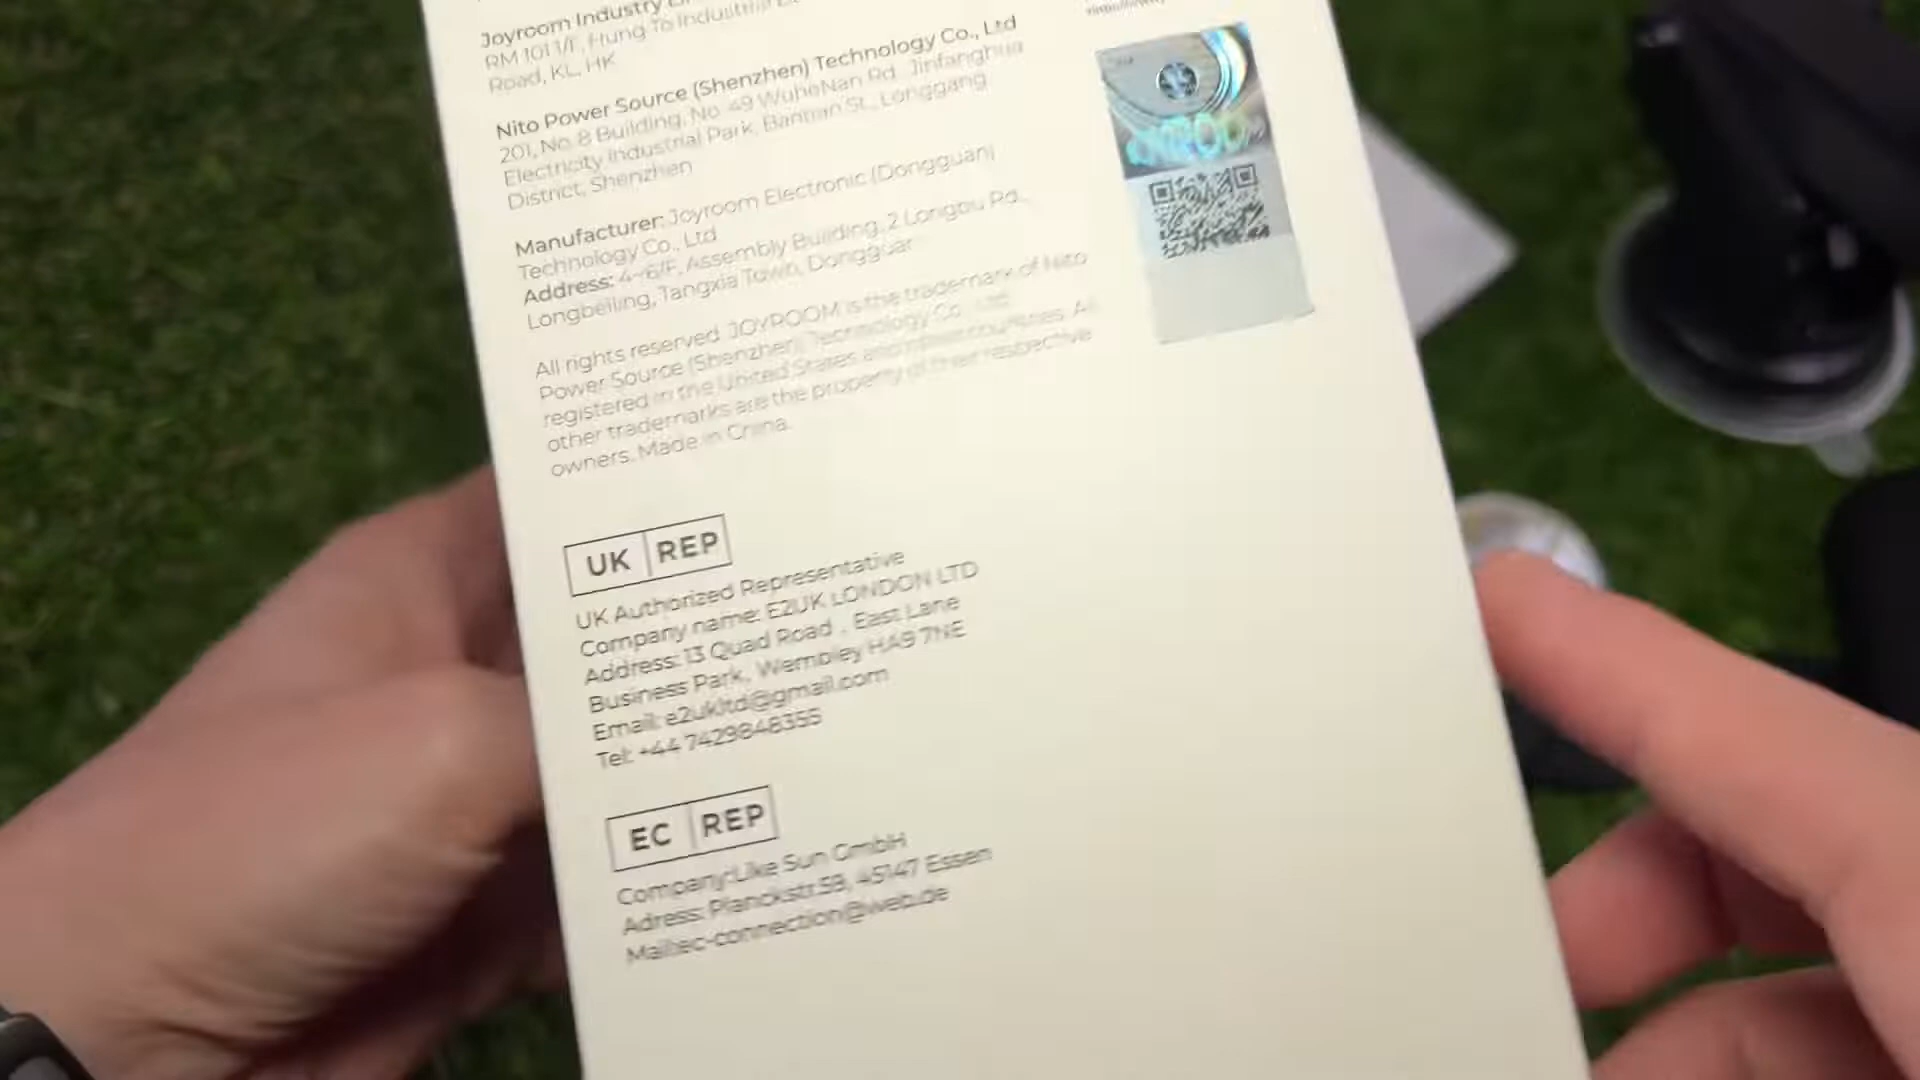 Joyroom Industry
RM 101 1/F, Hung To Industrial
Road, KL, HK
Nito Power Source (Shenzhen) Technology Co., Ltd
201, No. 8 Building, No. 49 WuheNan Rd., Jinfanghua
Electricity Industrial Park, Bantian St., Longgang
District, Shenzhen
Manufacturer: Joyroom Electronic (Dongguan)
Technology Co., Ltd
Address: 4-6/F, Assembly Building, 2 Longbu Rd.,
Longbeiling, Tangxia Town, Dongguan
All rights reserved. JOYROOM is the trademark of Nito
Power Source (Shenzhen) Technology Co., Ltd.
registered in the United States and other countries. All
other trademarks are the property of their respective
owners. Made in China.
UK REP
UK Authorized Representative
Company name: E2UK LONDON LTD
Address: 13 Quad Road , East Lane
Business Park, Wembley HA9 7NE
Email: e2ukltd@gmail.com
Tel: +44 7429848355
EC REP
Company:Like Sun GmbH
Adress: Planckstr.59, 45147 Essen
Mail:ec-connection@web.de